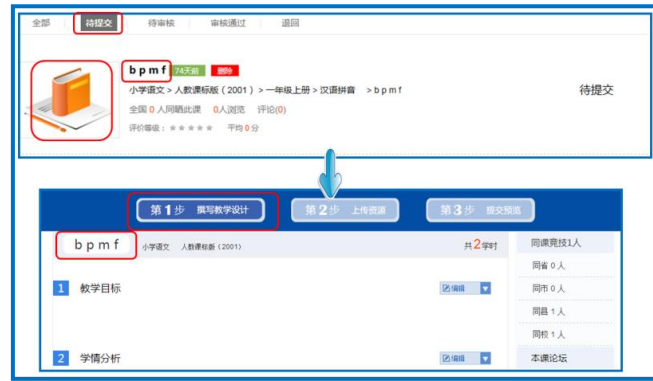 全部 待提交 待审核 审核通过 退回
b p m f 74天前 删除
小学语文 > 人教课标版（2001）> 一年级上册 > 汉语拼音 > b p m f
待提交
全国 0 人同晒此课 0人浏览 评论(0)
评价等级：★★★★★ 平均 0 分
第1步 撰写教学设计 第2步 上传资源 第3步 提交预览
b p m f 小学语文 人教课标版（2001） 共2学时 同课竞技1人
同省 0 人
1 教学目标 编辑 同市 0 人
同县 1 人
同校 1 人
2 学情分析 编辑 本课论坛